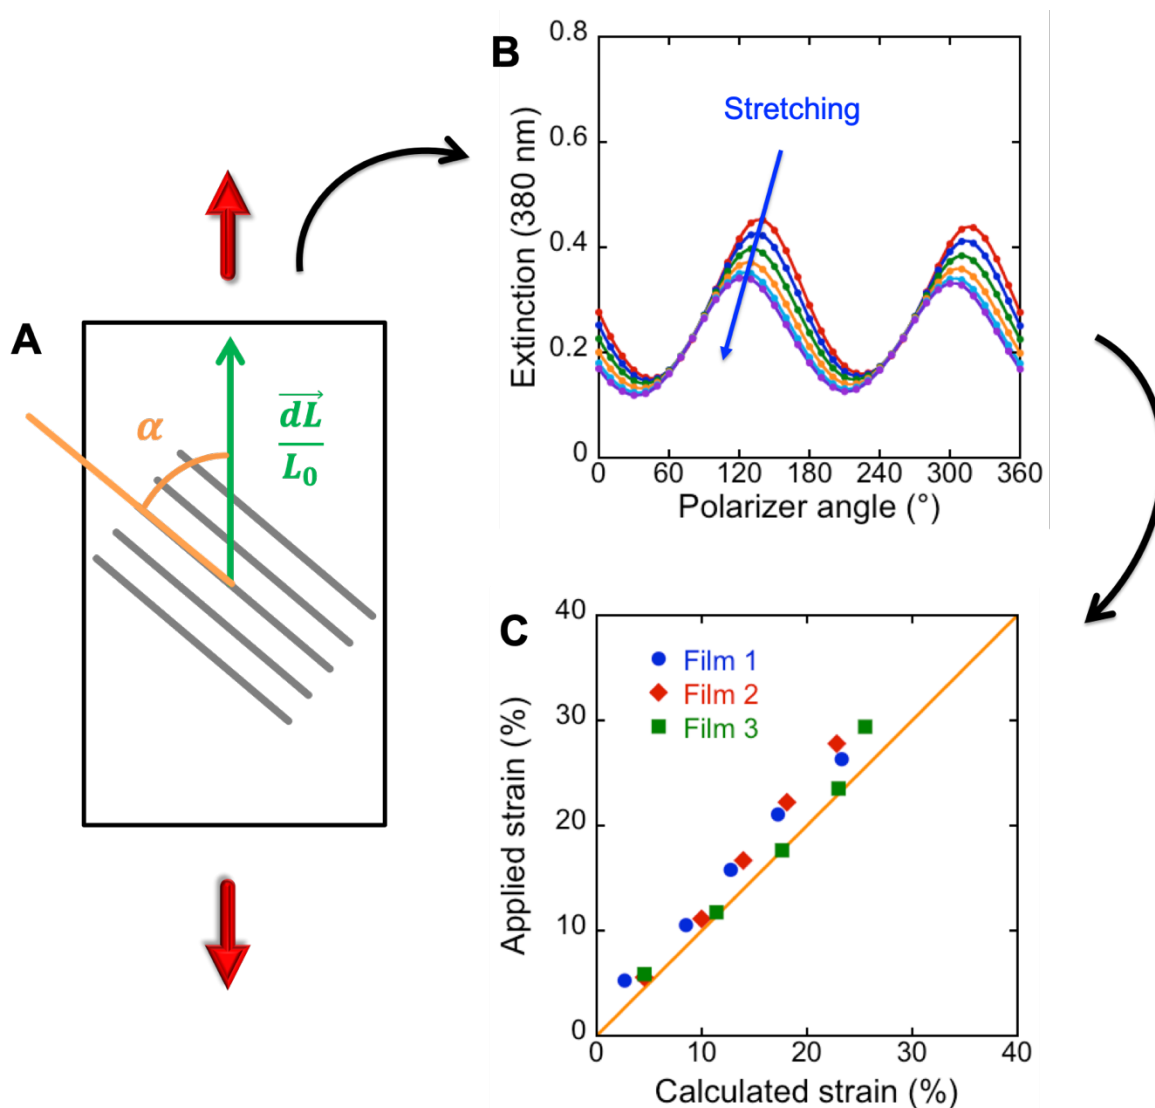 A
α
dL
L₀
B
Extinction (380 nm)
0.8
0.6
0.4
0.2
0
Stretching
0 60 120 180 240 300 360
Polarizer angle (°)
C
Applied strain (%)
40
30
20
10
0
Film 1
Film 2
Film 3
0 10 20 30 40
Calculated strain (%)